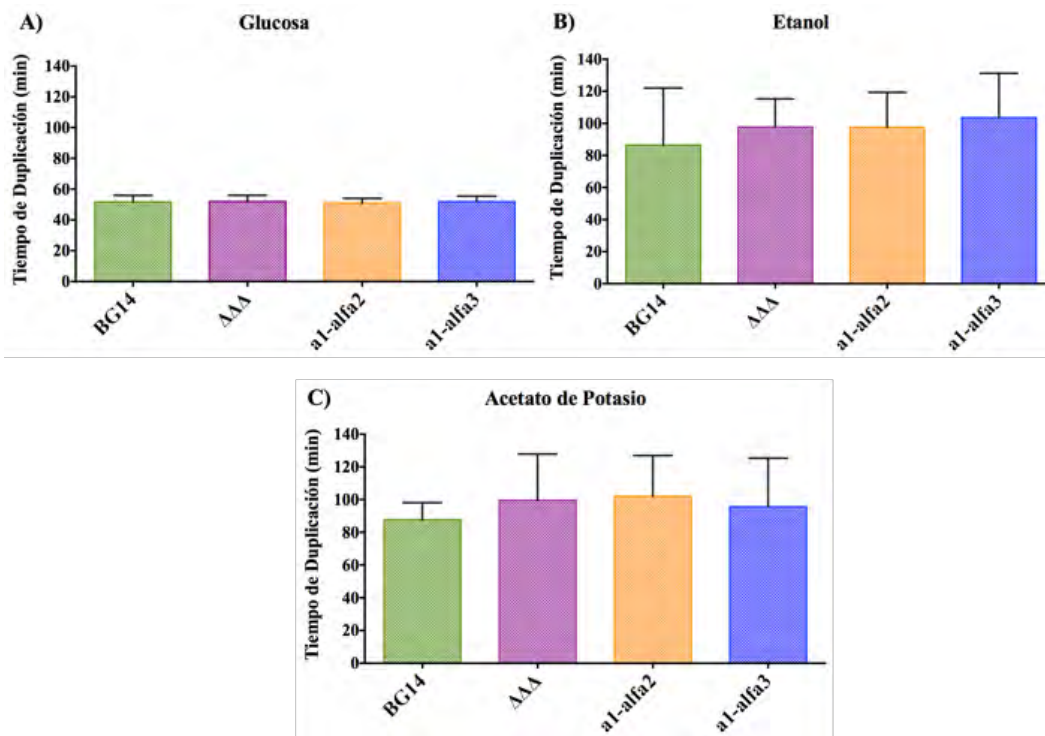 A)
Glucosa
Tiempo de Duplicación (min)
140
120
100
80
60
40
20
0
BG14
ΔΔΔ
a1-alfa2
a1-alfa3
B)
Etanol
Tiempo de Duplicación (min)
140
120
100
80
60
40
20
0
BG14
ΔΔΔ
a1-alfa2
a1-alfa3
C)
Acetato de Potasio
Tiempo de Duplicación (min)
140
120
100
80
60
40
20
0
BG14
ΔΔΔ
a1-alfa2
a1-alfa3